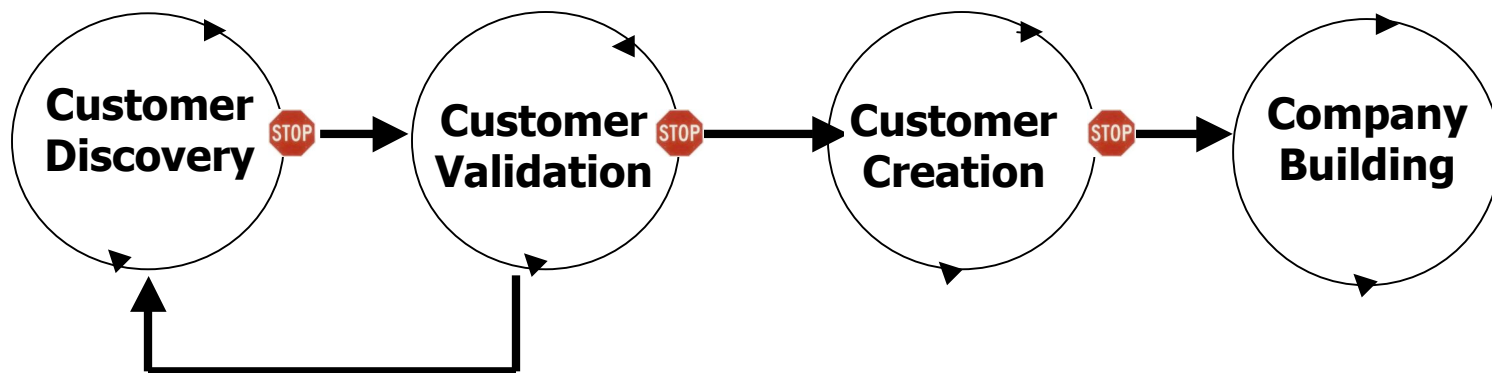 Customer
Discovery
STOP
Customer
Validation
STOP
Customer
Creation
STOP
Company
Building